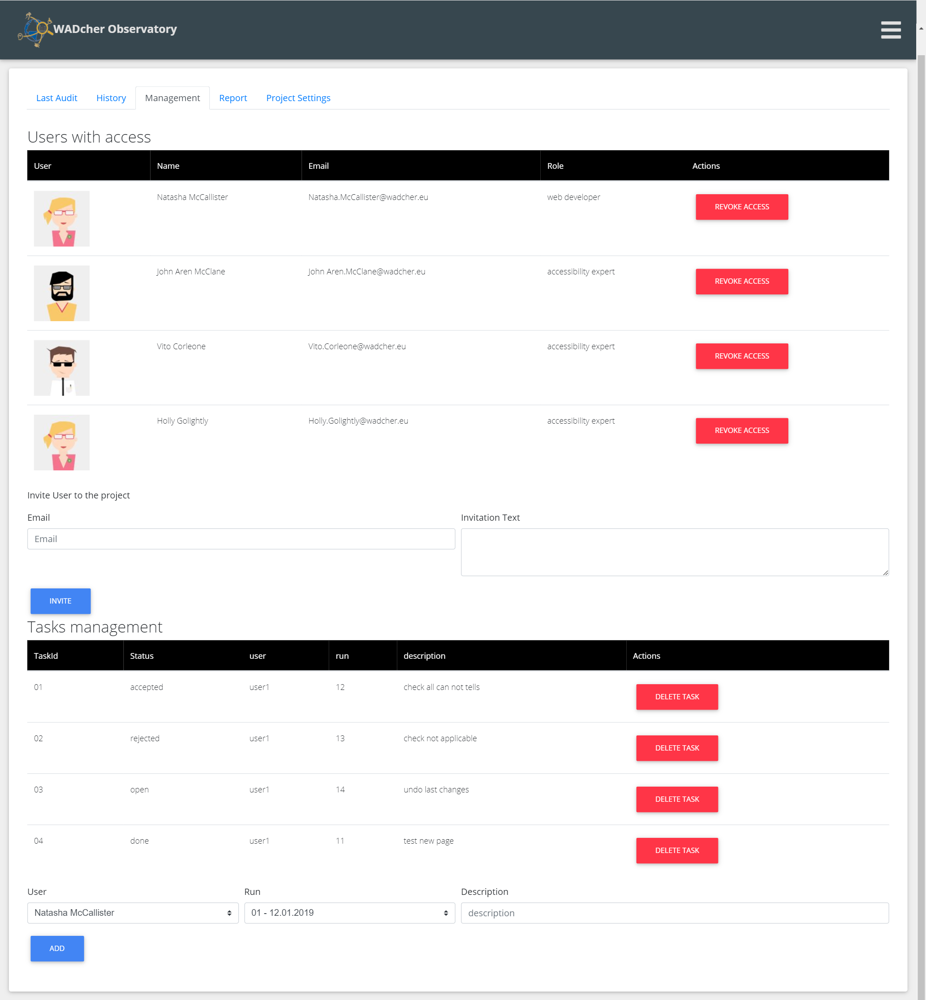 WADcher Observatory
Last Audit History Management Report Project Settings
Users with access
User Name Email Role Actions
Natasha McCallister Natasha.McCallister@wadcher.eu web developer REVOKE ACCESS
John Aren McClane John Aren.McClane@wadcher.eu accessibility expert REVOKE ACCESS
Vito Corleone Vito.Corleone@wadcher.eu accessibility expert REVOKE ACCESS
Holly Golightly Holly.Golightly@wadcher.eu accessibility expert REVOKE ACCESS
Invite User to the project
Email Invitation Text
Email
INVITE
Tasks management
TaskId Status user run description Actions
01 accepted user1 12 check all can not tells DELETE TASK
02 rejected user1 13 check not applicable DELETE TASK
03 open user1 14 undo last changes DELETE TASK
04 done user1 11 test new page DELETE TASK
User Run Description
Natasha McCallister 01 - 12.01.2019 description
ADD